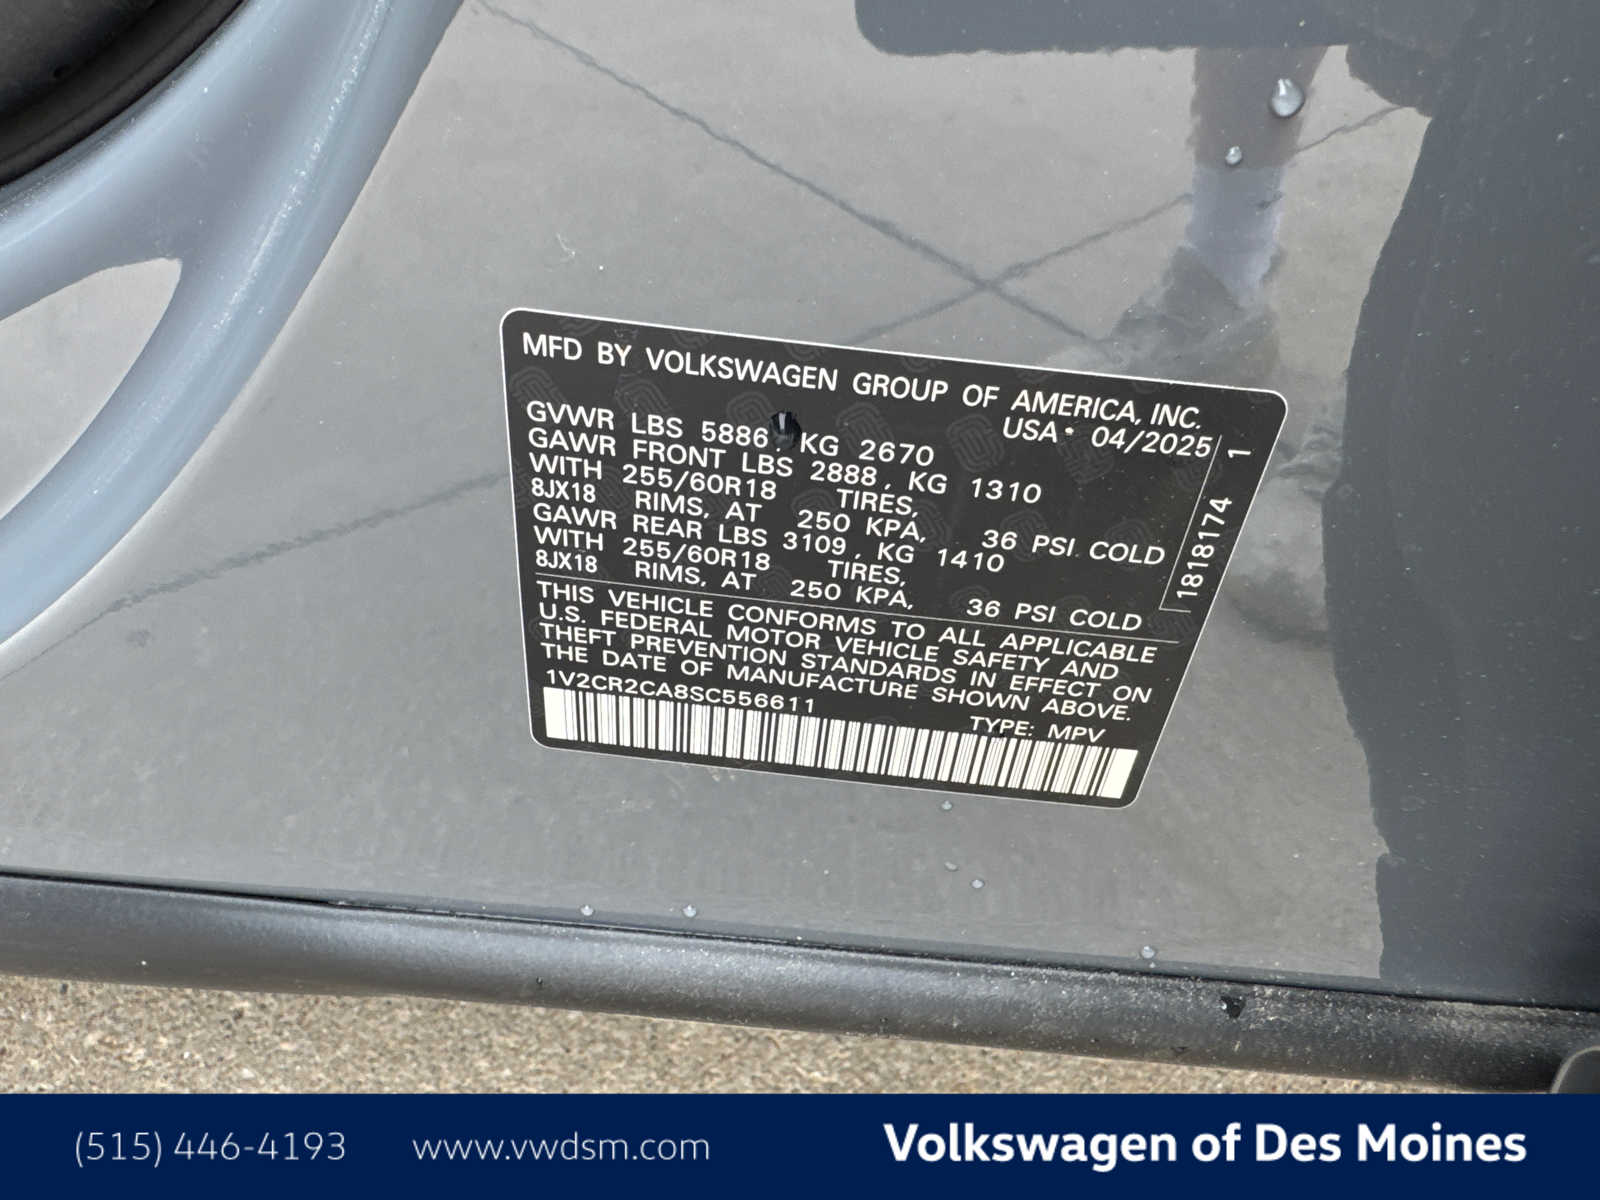 MFD BY VOLKSWAGEN GROUP OF AMERICA, INC.
USA • 04/2025
GVWR LBS 5886, KG 2670
GAWR FRONT LBS 2888, KG 1310
WITH 255/60R18 TIRES,
8JX18 RIMS, AT 250 KPA, 36 PSI COLD
GAWR REAR LBS 3109, KG 1410
WITH 255/60R18 TIRES,
8JX18 RIMS, AT 250 KPA, 36 PSI COLD
1818174 1
THIS VEHICLE CONFORMS TO ALL APPLICABLE
U.S. FEDERAL MOTOR VEHICLE SAFETY AND
THEFT PREVENTION STANDARDS IN EFFECT ON
THE DATE OF MANUFACTURE SHOWN ABOVE.
1V2CR2CA8SC556611
TYPE: MPV
(515) 446-4193
www.vwdsm.com
Volkswagen of Des Moines